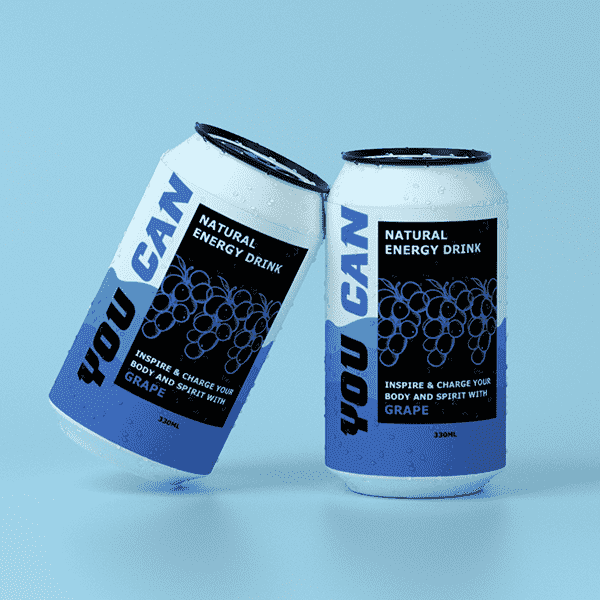 YOU CAN
NATURAL
ENERGY DRINK
INSPIRE & CHARGE YOUR
BODY AND SPIRIT WITH
GRAPE
330ML
YOU CAN
NATURAL
ENERGY DRINK
INSPIRE & CHARGE YOUR
BODY AND SPIRIT WITH
GRAPE
330ML